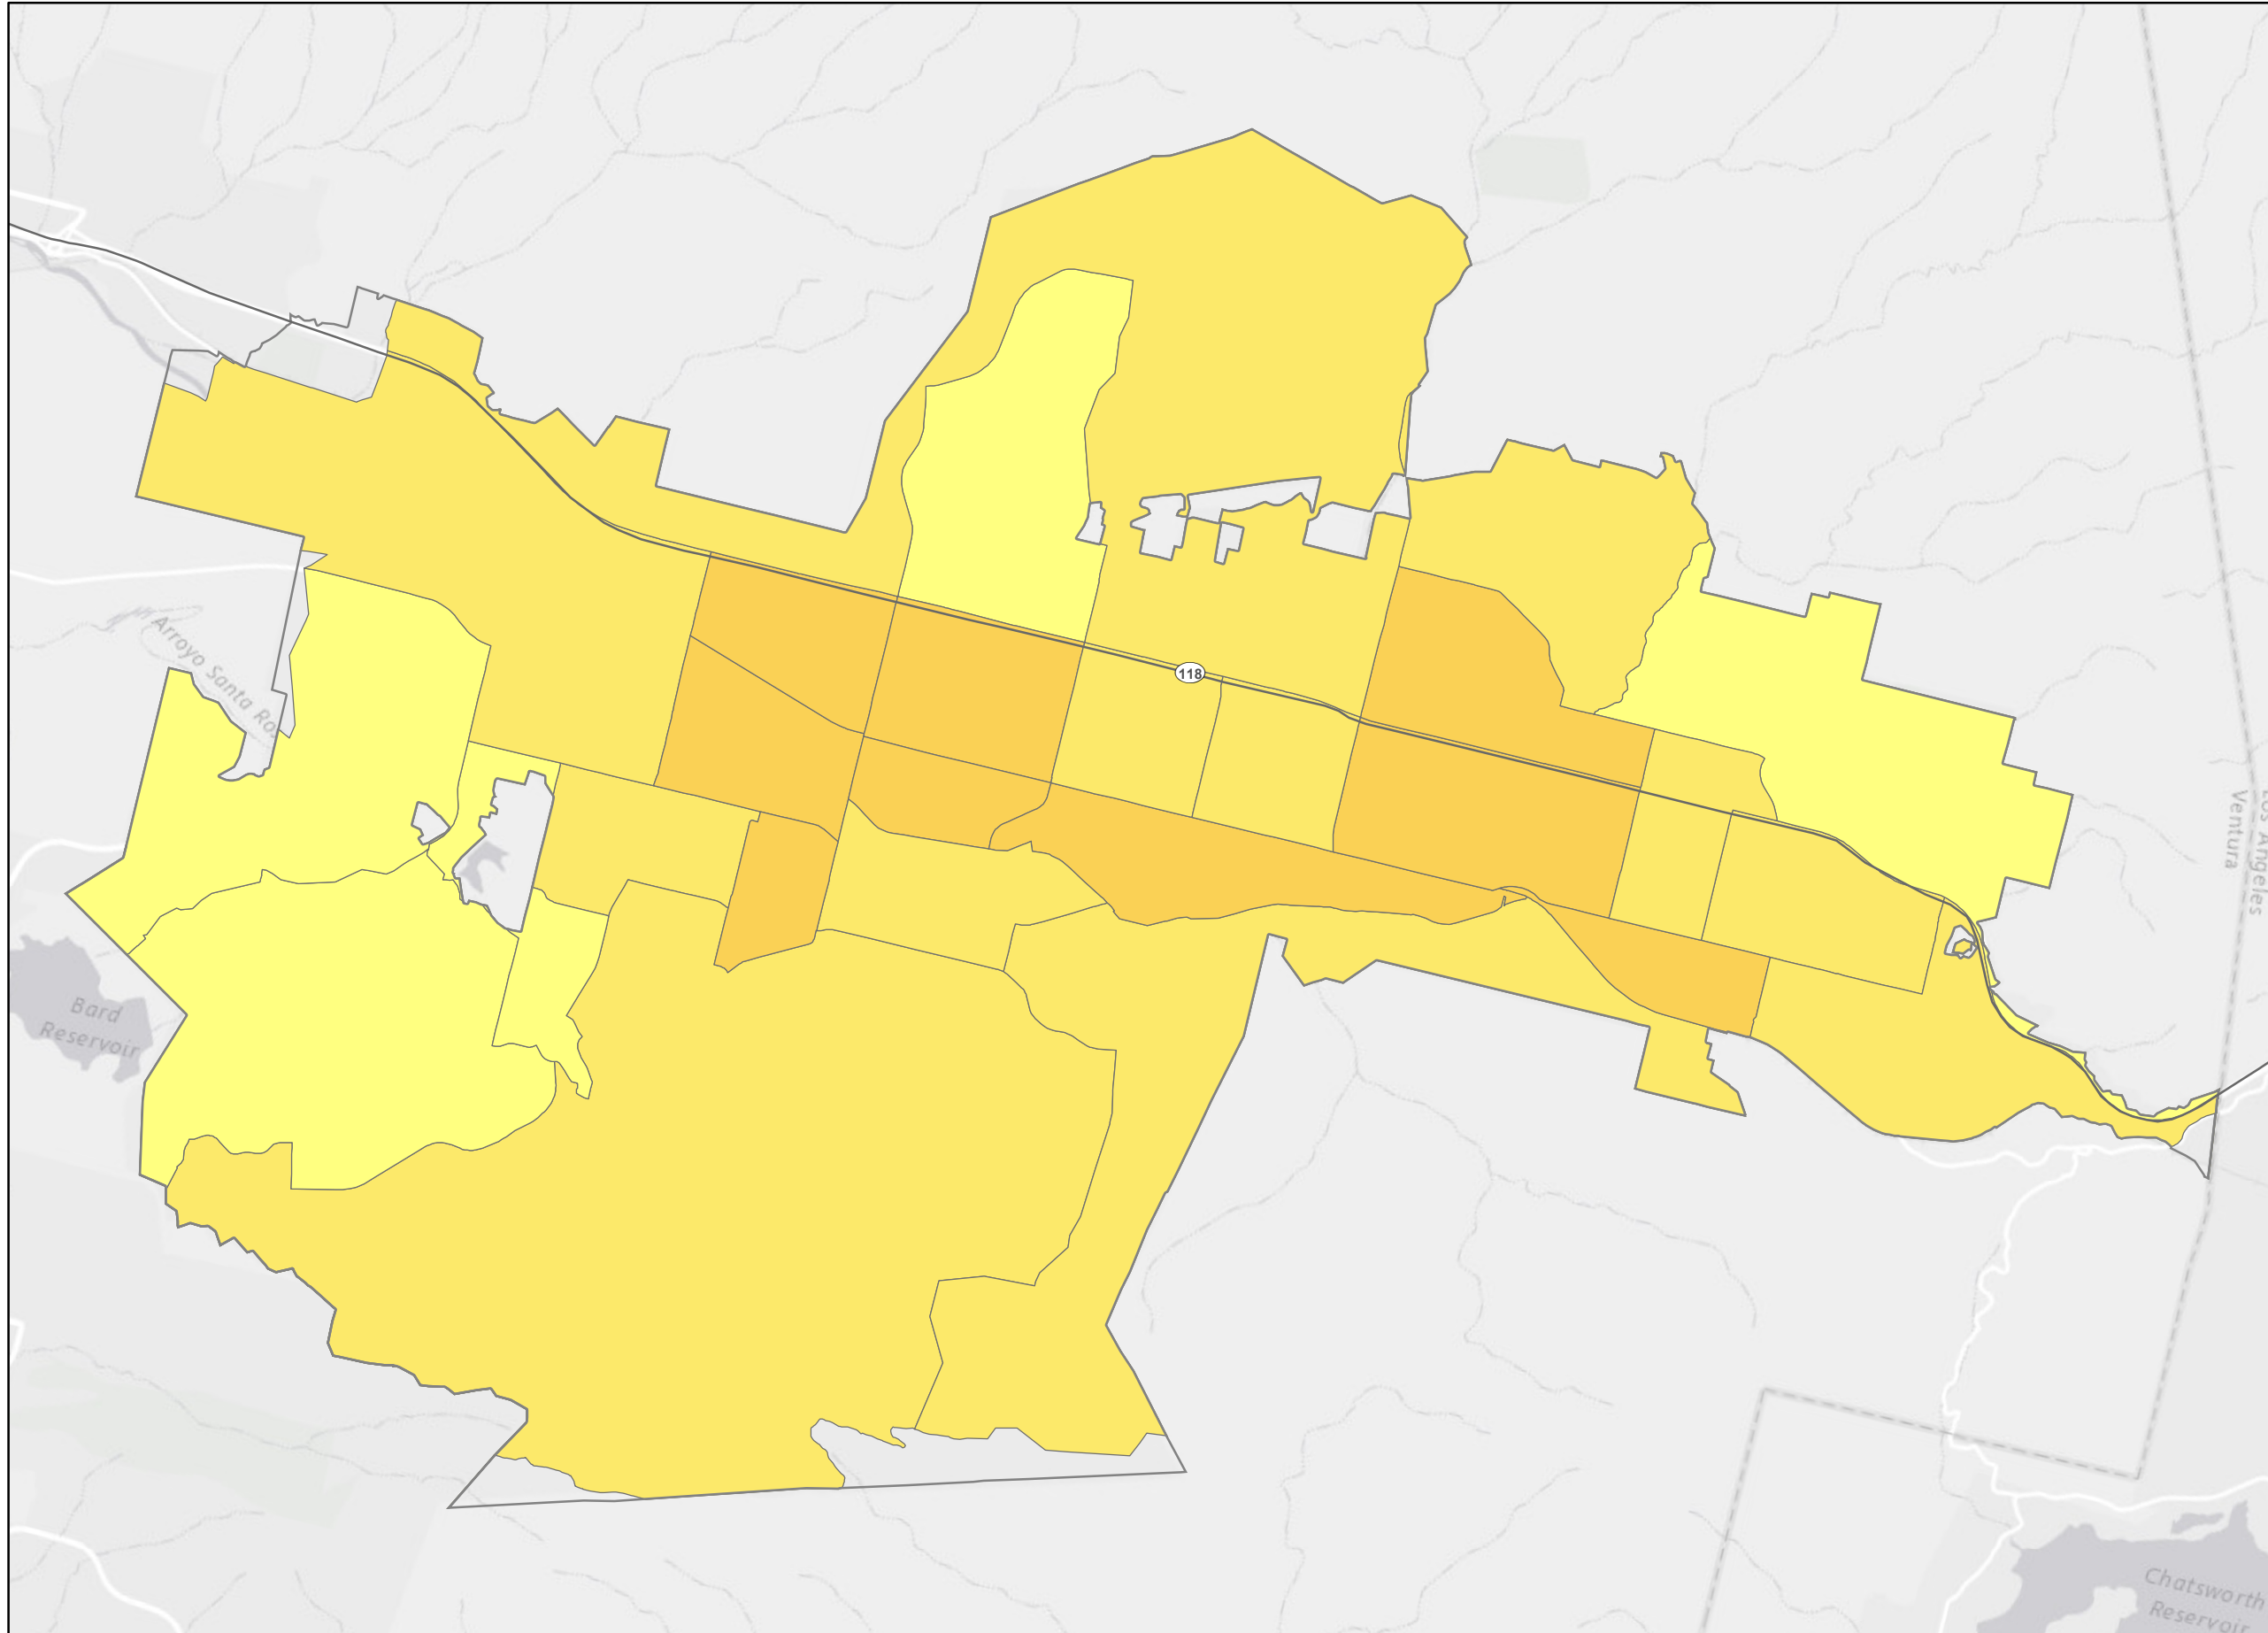 118
Arroyo Santa Ro
Los Angeles
Ventura
Bard
Reservoir
Chatsworth
Reservoir